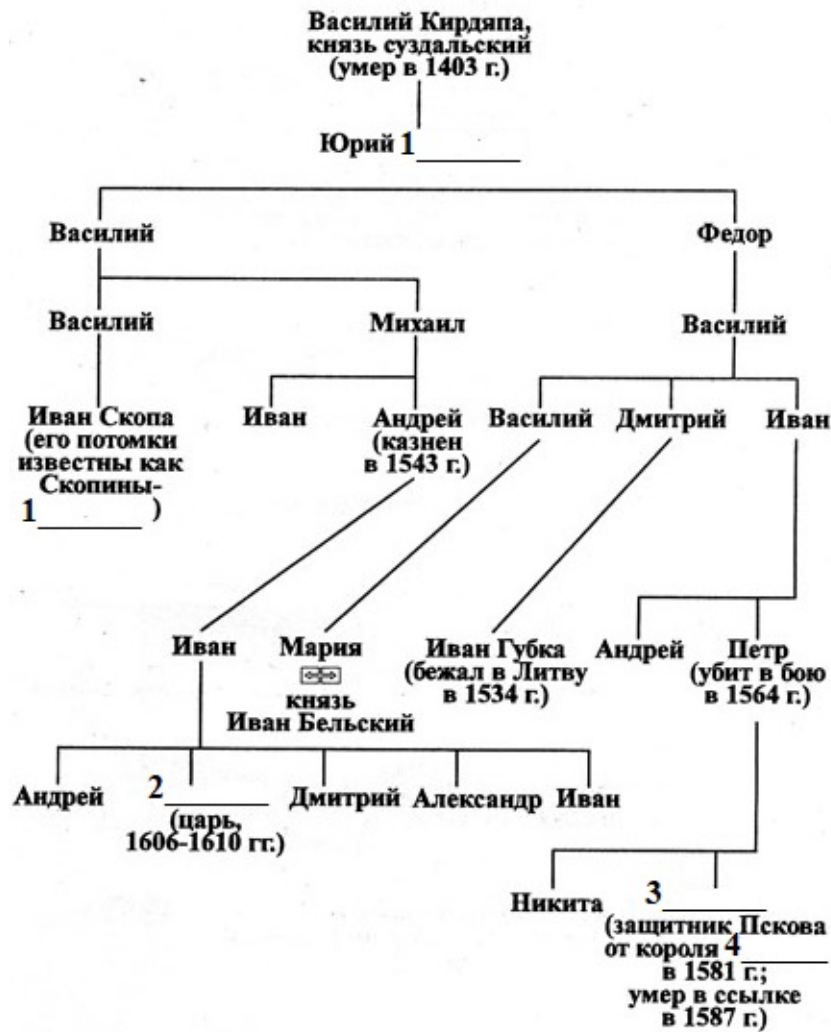 Василий Кирдяпа,
князь суздальский
(умер в 1403 г.)
Юрий 1
Василий
Федор
Василий
Михаил
Василий
Иван Скопа
(его потомки
известны как
Скопины-
1 )
Иван
Андрей
(казнен
в 1543 г.)
Василий
Дмитрий
Иван
Иван
Мария
князь
Иван Бельский
Иван Губка
(бежал в Литву
в 1534 г.)
Андрей
Петр
(убит в бою
в 1564 г.)
Андрей
2
(царь,
1606-1610 гг.)
Дмитрий
Александр
Иван
Никита
3
(защитник Пскова
от короля 4
в 1581 г.;
умер в ссылке
в 1587 г.)